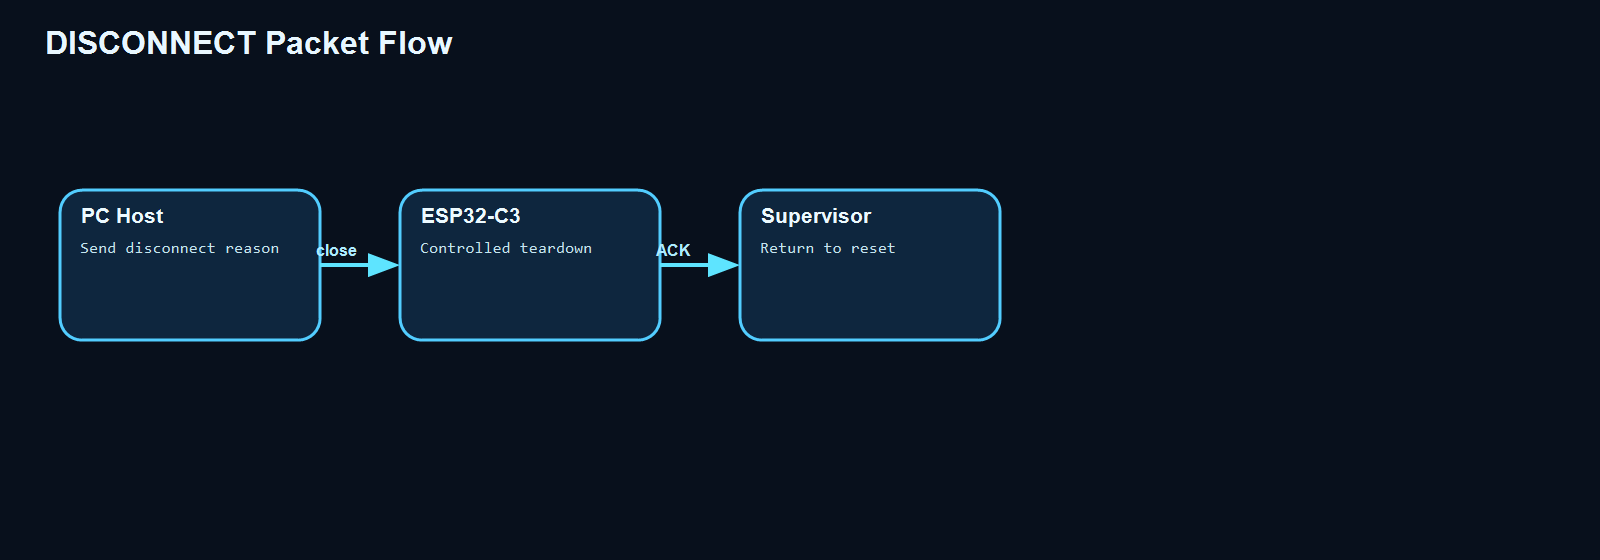 DISCONNECT Packet Flow
PC Host
Send disconnect reason
close
ESP32-C3
Controlled teardown
ACK
Supervisor
Return to reset